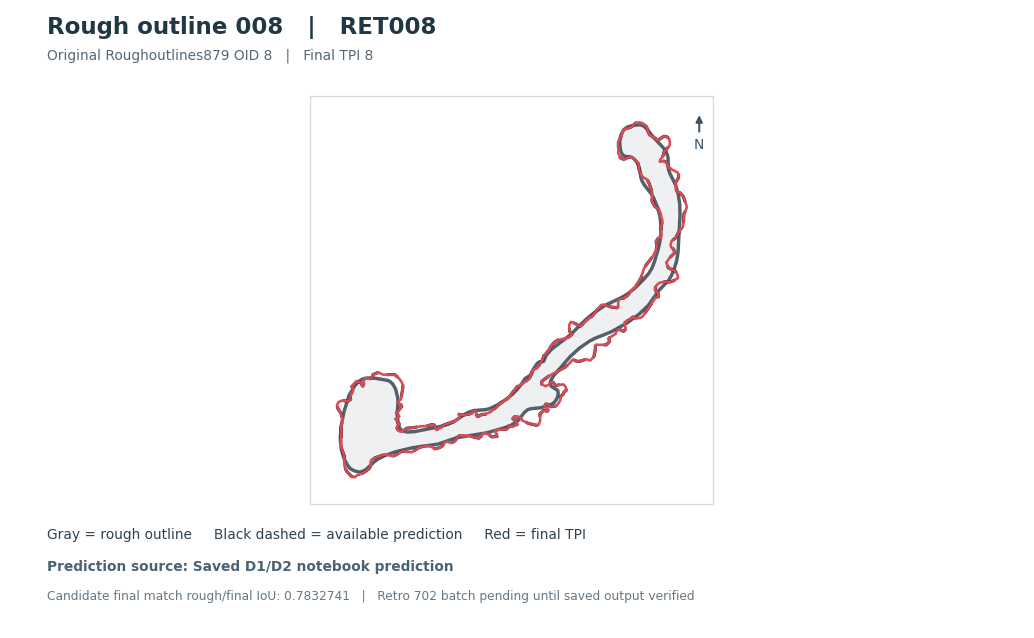 Rough outline 008   |   RET008
Original Roughoutlines879 OID 8   |   Final TPI 8
N
Gray = rough outline     Black dashed = available prediction     Red = final TPI
Prediction source: Saved D1/D2 notebook prediction
Candidate final match rough/final IoU: 0.7832741   |   Retro 702 batch pending until saved output verified